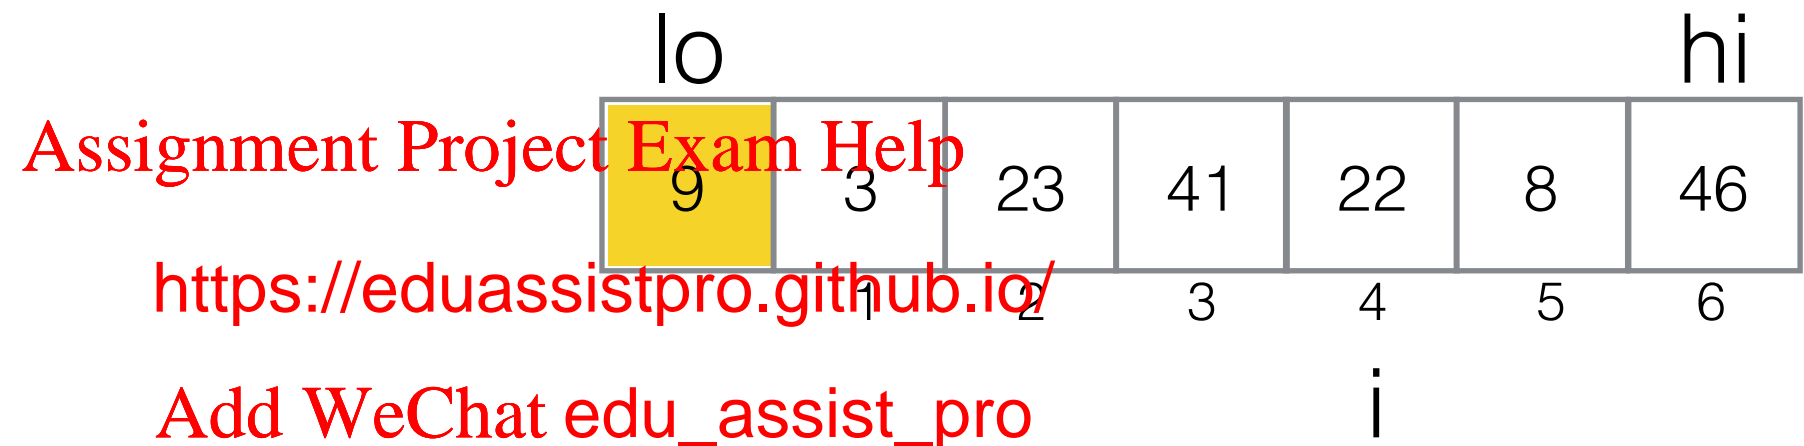 lo hi
Assignment Project Exam Help
9 3 23 41 22 8 46
https://eduassistpro.github.io/
1 2 3 4 5 6
Add WeChat edu_assist_pro
i